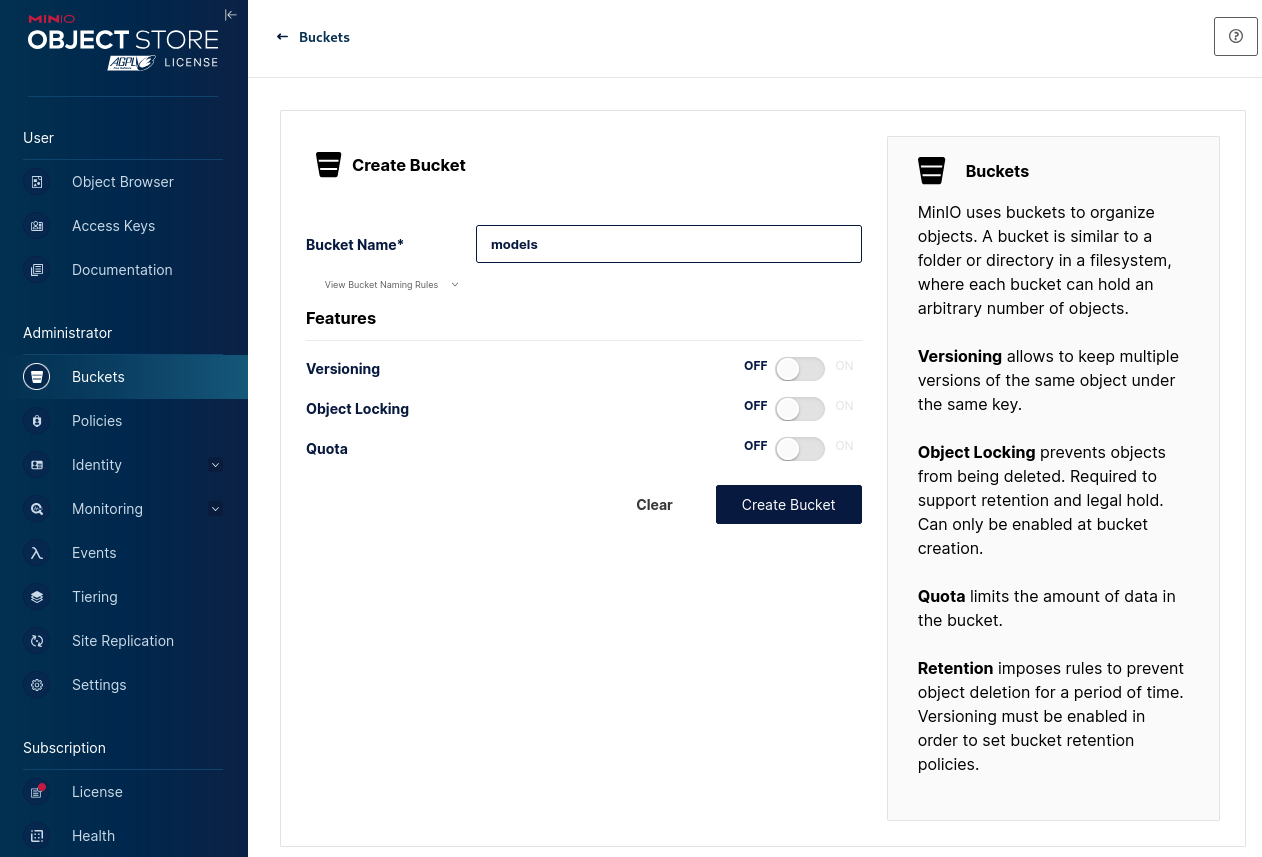 MINIO
OBJECT STORE
AGPL LICENSE
User
Object Browser
Access Keys
Documentation
Administrator
Buckets
Policies
Identity
Monitoring
Events
Tiering
Site Replication
Settings
Subscription
License
Health
Buckets
Create Bucket
Bucket Name*
models
View Bucket Naming Rules
Features
Versioning OFF ON
Object Locking OFF ON
Quota OFF ON
Clear Create Bucket
Buckets
MinIO uses buckets to organize
objects. A bucket is similar to a
folder or directory in a filesystem,
where each bucket can hold an
arbitrary number of objects.
Versioning allows to keep multiple
versions of the same object under
the same key.
Object Locking prevents objects
from being deleted. Required to
support retention and legal hold.
Can only be enabled at bucket
creation.
Quota limits the amount of data in
the bucket.
Retention imposes rules to prevent
object deletion for a period of time.
Versioning must be enabled in
order to set bucket retention
policies.